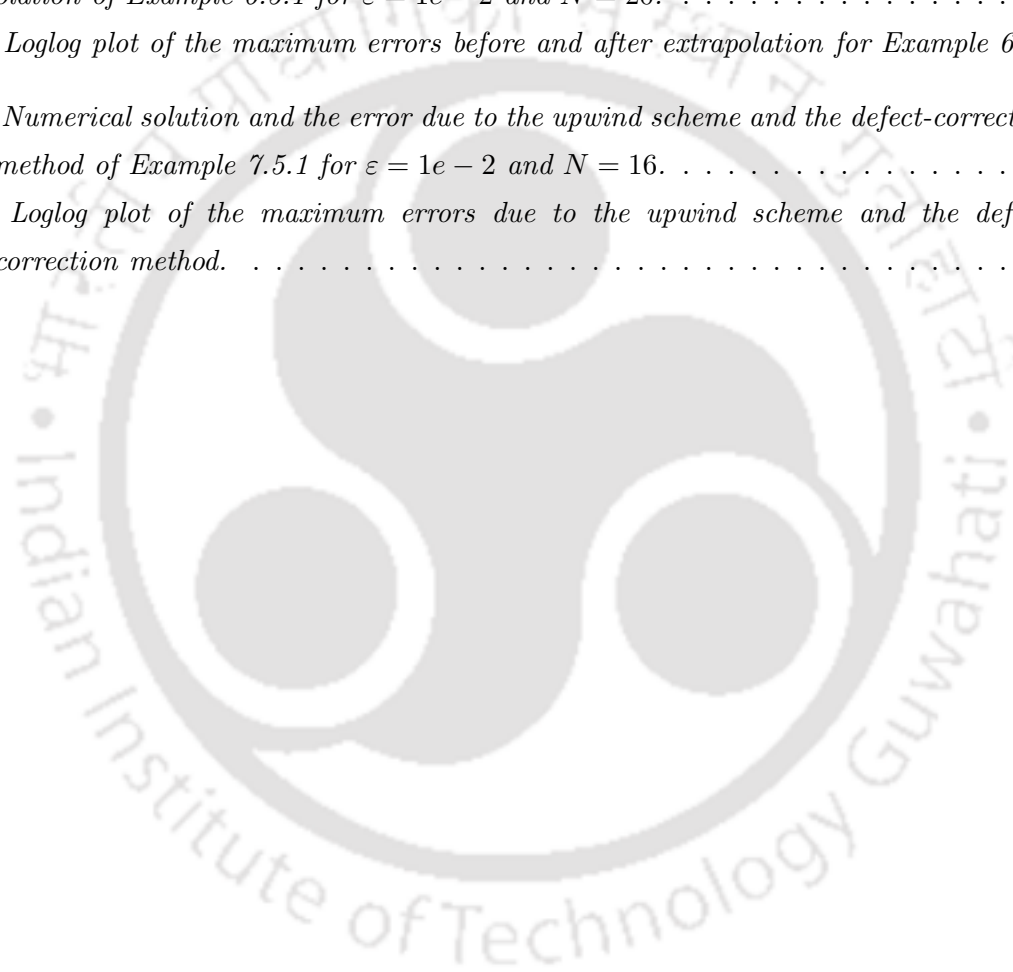 of Example 6.5.1 for ε = 1e − 2 and N = 20. . . . . . . . . . . . . . . . .
Loglog plot of the maximum errors before and after extrapolation for Example 6
Numerical solution and the error due to the upwind scheme and the defect-correct
method of Example 7.5.1 for ε = 1e − 2 and N = 16. . . . . . . . . . . . . . . .
Loglog plot of the maximum errors due to the upwind scheme and the def
correction method. . . . . . . . . . . . . . . . . . . . . . . . . . . . . . . . . . .
Indian Institute of Technology Guwahati